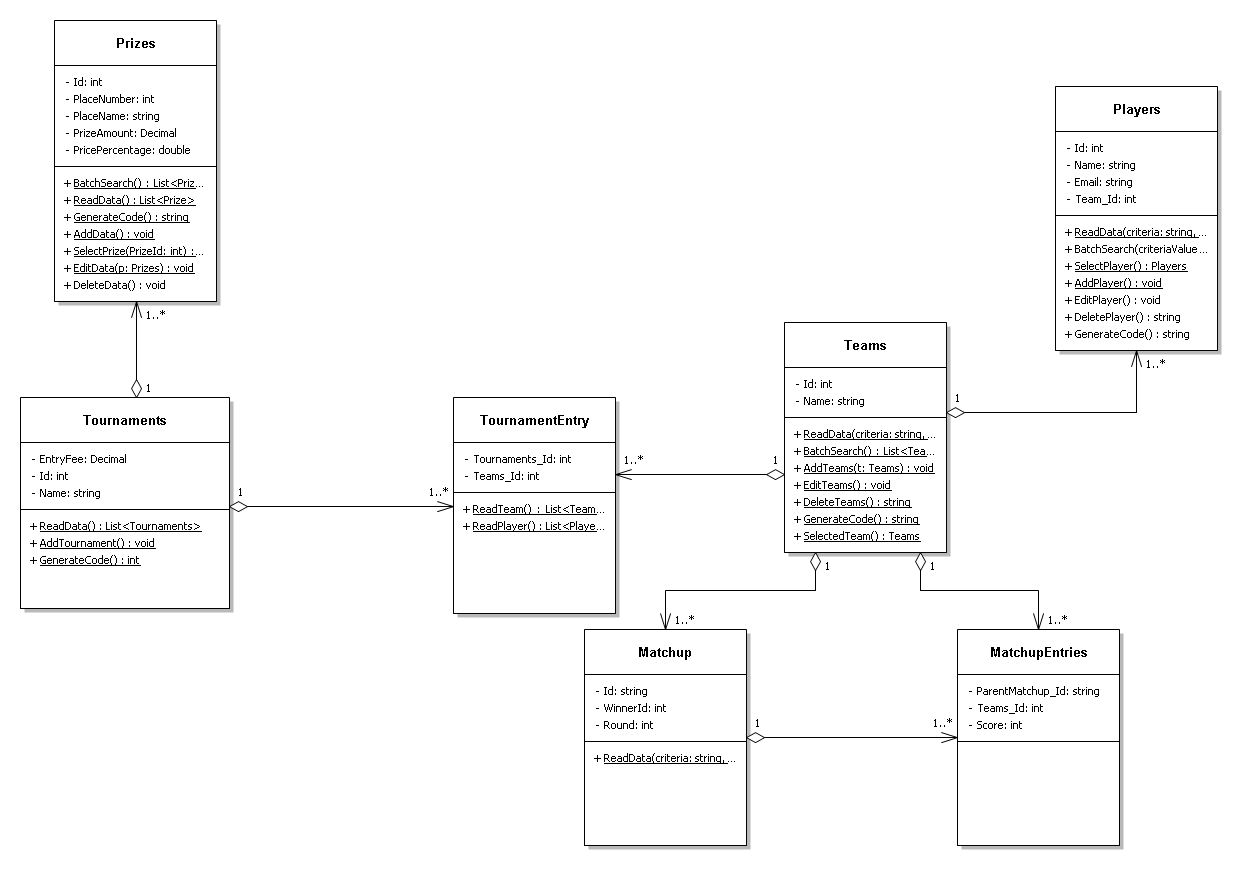 Prizes
- Id: int
- PlaceNumber: int
- PlaceName: string
- PrizeAmount: Decimal
- PricePercentage: double
+ BatchSearch() : List<Priz...
+ ReadData() : List<Prize>
+ GenerateCode() : string
+ AddData() : void
+ SelectPrize(PrizeId: int) :...
+ EditData(p: Prizes) : void
+ DeleteData() : void
1..*
1
Players
- Id: int
- Name: string
- Email: string
- Team_Id: int
+ ReadData(criteria: string,...
+ BatchSearch(criteriaValue...
+ SelectPlayer() : Players
+ AddPlayer() : void
+ EditPlayer() : void
+ DeletePlayer() : string
+ GenerateCode() : string
1..*
1
Teams
- Id: int
- Name: string
+ ReadData(criteria: string,...
+ BatchSearch() : List<Tea...
+ AddTeams(t: Teams) : void
+ EditTeams() : void
+ DeleteTeams() : string
+ GenerateCode() : string
+ SelectedTeam() : Teams
1
1..*
Tournaments
- EntryFee: Decimal
- Id: int
- Name: string
+ ReadData() : List<Tournaments>
+ AddTournament() : void
+ GenerateCode() : int
1
1..*
TournamentEntry
- Tournaments_Id: int
- Teams_Id: int
+ ReadTeam() : List<Team...
+ ReadPlayer() : List<Playe...
1
1
1..*
1..*
Matchup
- Id: string
- WinnerId: int
- Round: int
+ ReadData(criteria: string,...
1
1..*
MatchupEntries
- ParentMatchup_Id: string
- Teams_Id: int
- Score: int